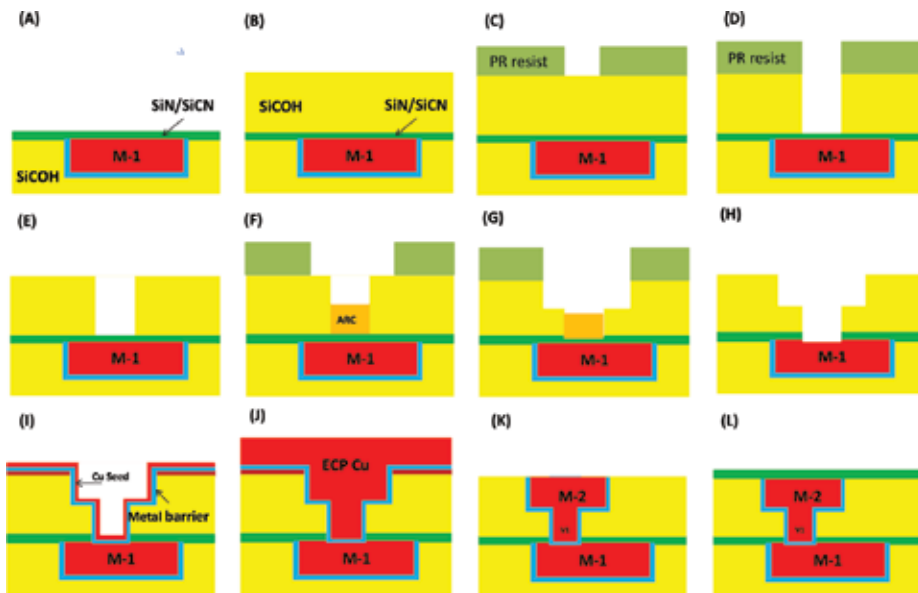 (A)
(B)
(C)
(D)
PR resist
PR resist
SiN/SiCN
SiCOH
SiN/SiCN
M-1
M-1
M-1
M-1
SiCOH
(E)
(F)
(G)
(H)
ARC
M-1
M-1
M-1
M-1
(I)
(J)
(K)
(L)
Cu Seed
ECP Cu
Metal barrier
M-2
M-2
V1
V1
M-1
M-1
M-1
M-1